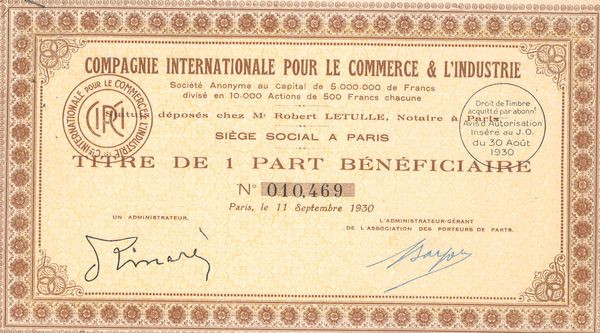 COMPAGNIE INTERNATIONALE POUR LE COMMERCE & L'INDUSTRIE
Société Anonyme au Capital de 5.000.000 de Francs
divisé en 10.000 Actions de 500 Francs chacune
Statuts déposés chez Me Robert LETULLE, Notaire à Paris
SIÈGE SOCIAL A PARIS
TITRE DE 1 PART BÉNÉFICIAIRE
No 010,469
Paris, le 11 Septembre 1930
UN ADMINISTRATEUR.
L'ADMINISTRATEUR-GÉRANT
DE L'ASSOCIATION DES PORTEURS DE PARTS.
Cie INTERNATIONALE POUR LE COMMERCE & L'INDUSTRIE
Droit de Timbre
acquitté par abonnt
Avis d'Autorisation
Inséré au J.O.
du 30 Août
1930